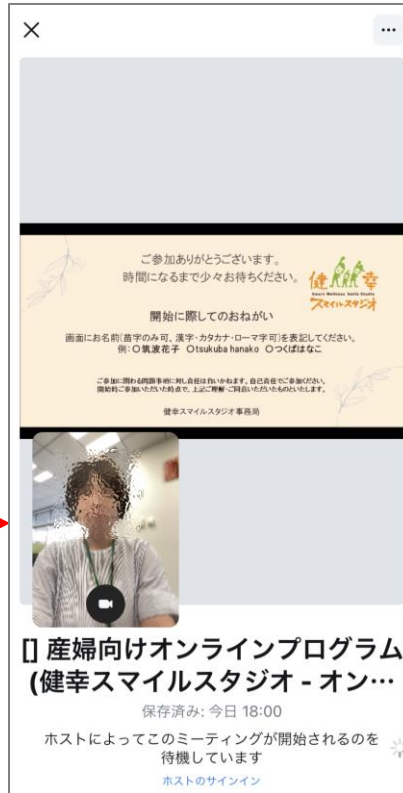 ご参加ありがとうございます。
時間になるまで少々お待ちください。
健幸
Smart Wellness Smile Studio
スマイルスタジオ
開始に際してのおねがい
画面にお名前(苗字のみ可、漢字・カタカナ・ローマ字可)を表記してください。
例:〇筑波花子 〇tsukuba hanako 〇つくばはなこ
ご参加に関わる問題事項に対し責任は負いかねます。自己責任でご参加ください。
開始時ご参加いただいた時点で、上記ご理解・ご同意いただいたものといたします。
健幸スマイルスタジオ事務局
[] 産婦向けオンラインプログラム
(健幸スマイルスタジオ - オン…
保存済み: 今日 18:00
ホストによってこのミーティングが開始されるのを
待機しています
ホストのサインイン